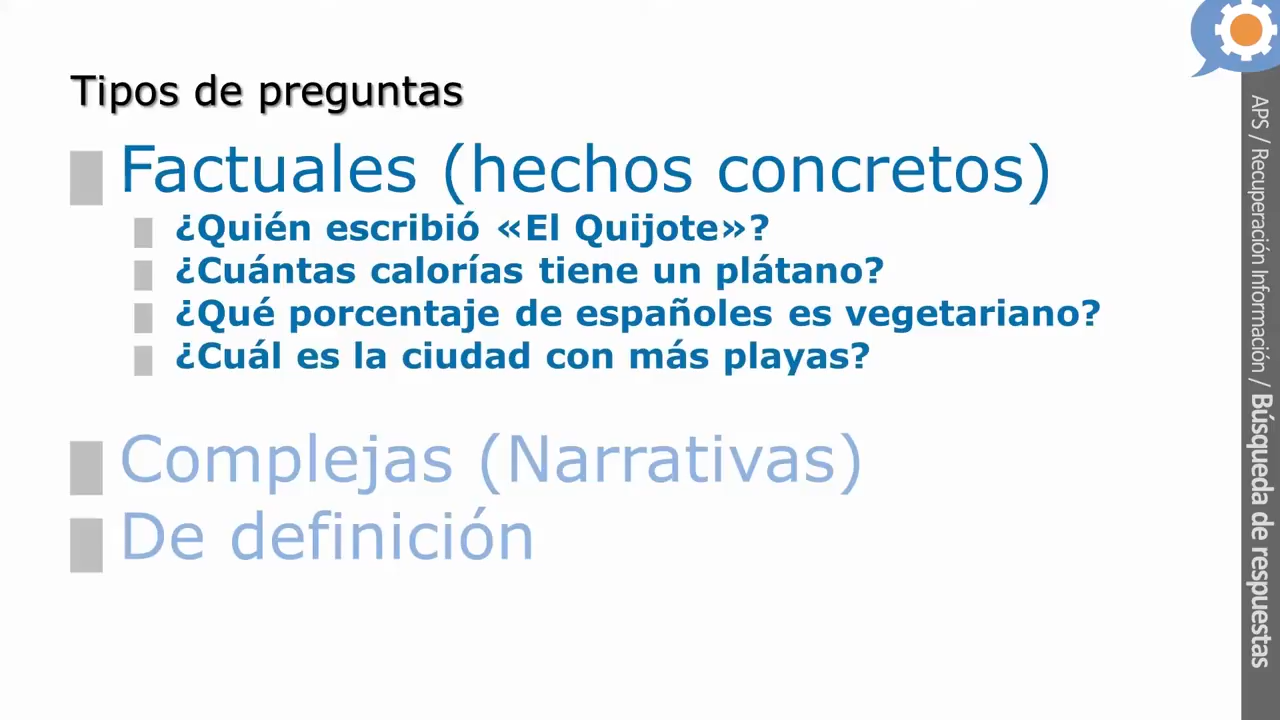 Tipos de preguntas
Factuales (hechos concretos)
¿Quién escribió «El Quijote»?
¿Cuántas calorías tiene un plátano?
¿Qué porcentaje de españoles es vegetariano?
¿Cuál es la ciudad con más playas?
Complejas (Narrativas)
De definición
APS / Recuperación Información / Búsqueda de respuestas